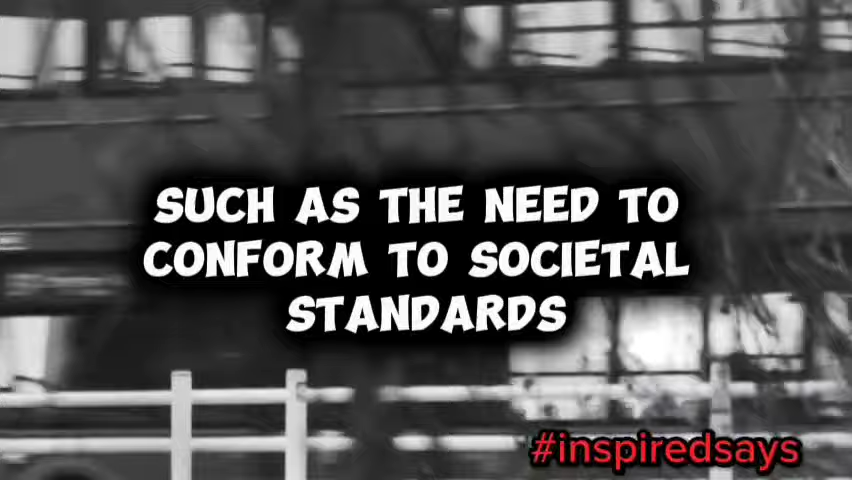 SUCH AS THE NEED TO
CONFORM TO SOCIETAL
STANDARDS
#inspiredsays